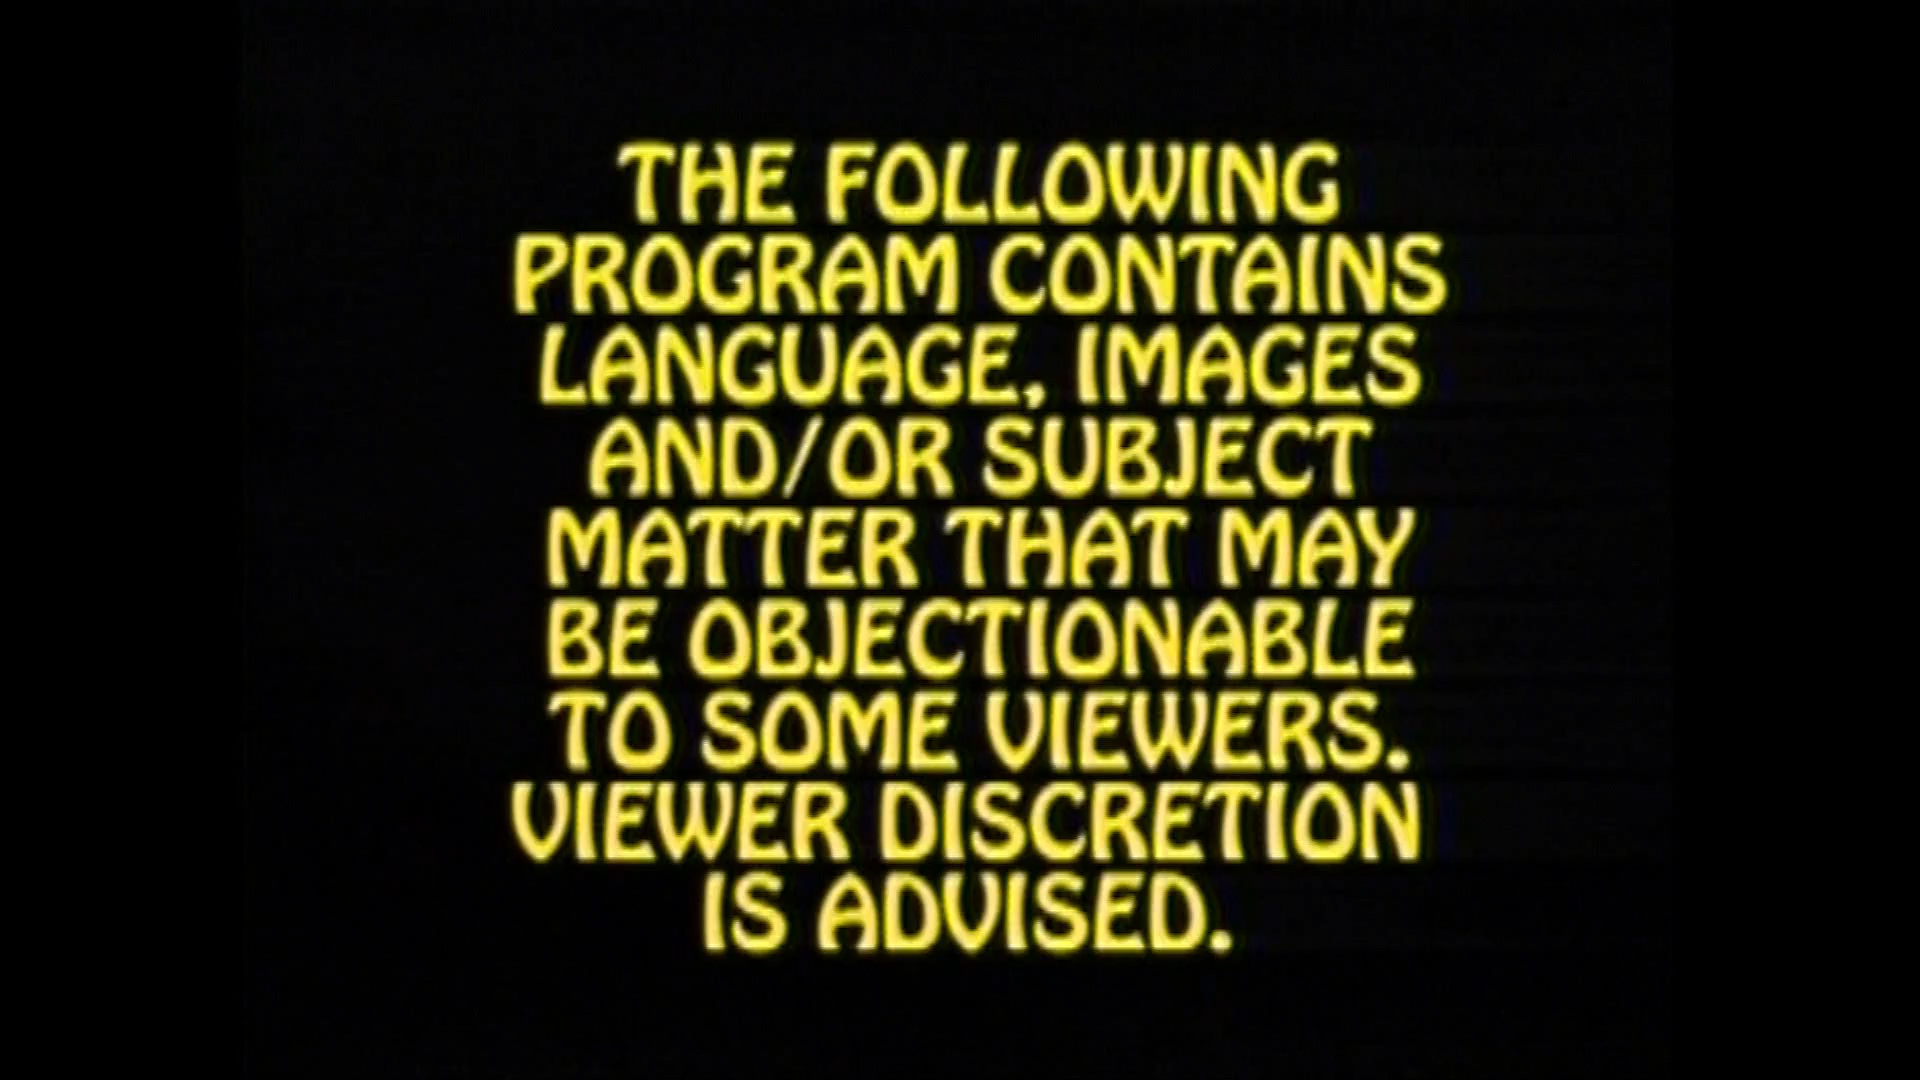 THE FOLLOWING
PROGRAM CONTAINS
LANGUAGE, IMAGES
AND/OR SUBJECT
MATTER THAT MAY
BE OBJECTIONABLE
TO SOME VIEWERS.
VIEWER DISCRETION
IS ADVISED.